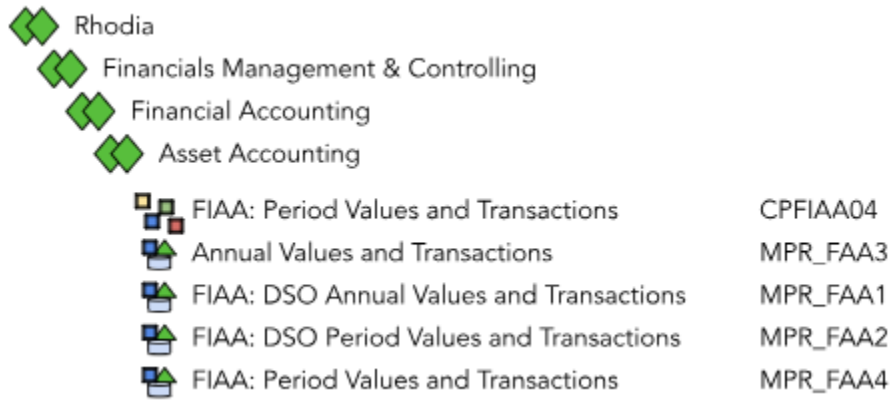 Rhodia
Financials Management & Controlling
Financial Accounting
Asset Accounting
FIAA: Period Values and Transactions CPFIAA04
Annual Values and Transactions MPR_FAA3
FIAA: DSO Annual Values and Transactions MPR_FAA1
FIAA: DSO Period Values and Transactions MPR_FAA2
FIAA: Period Values and Transactions MPR_FAA4